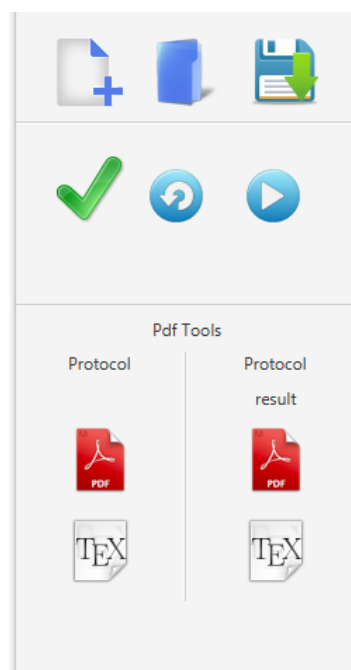 Pdf Tools
Protocol
Protocol
result
PDF
PDF
TEX
TEX